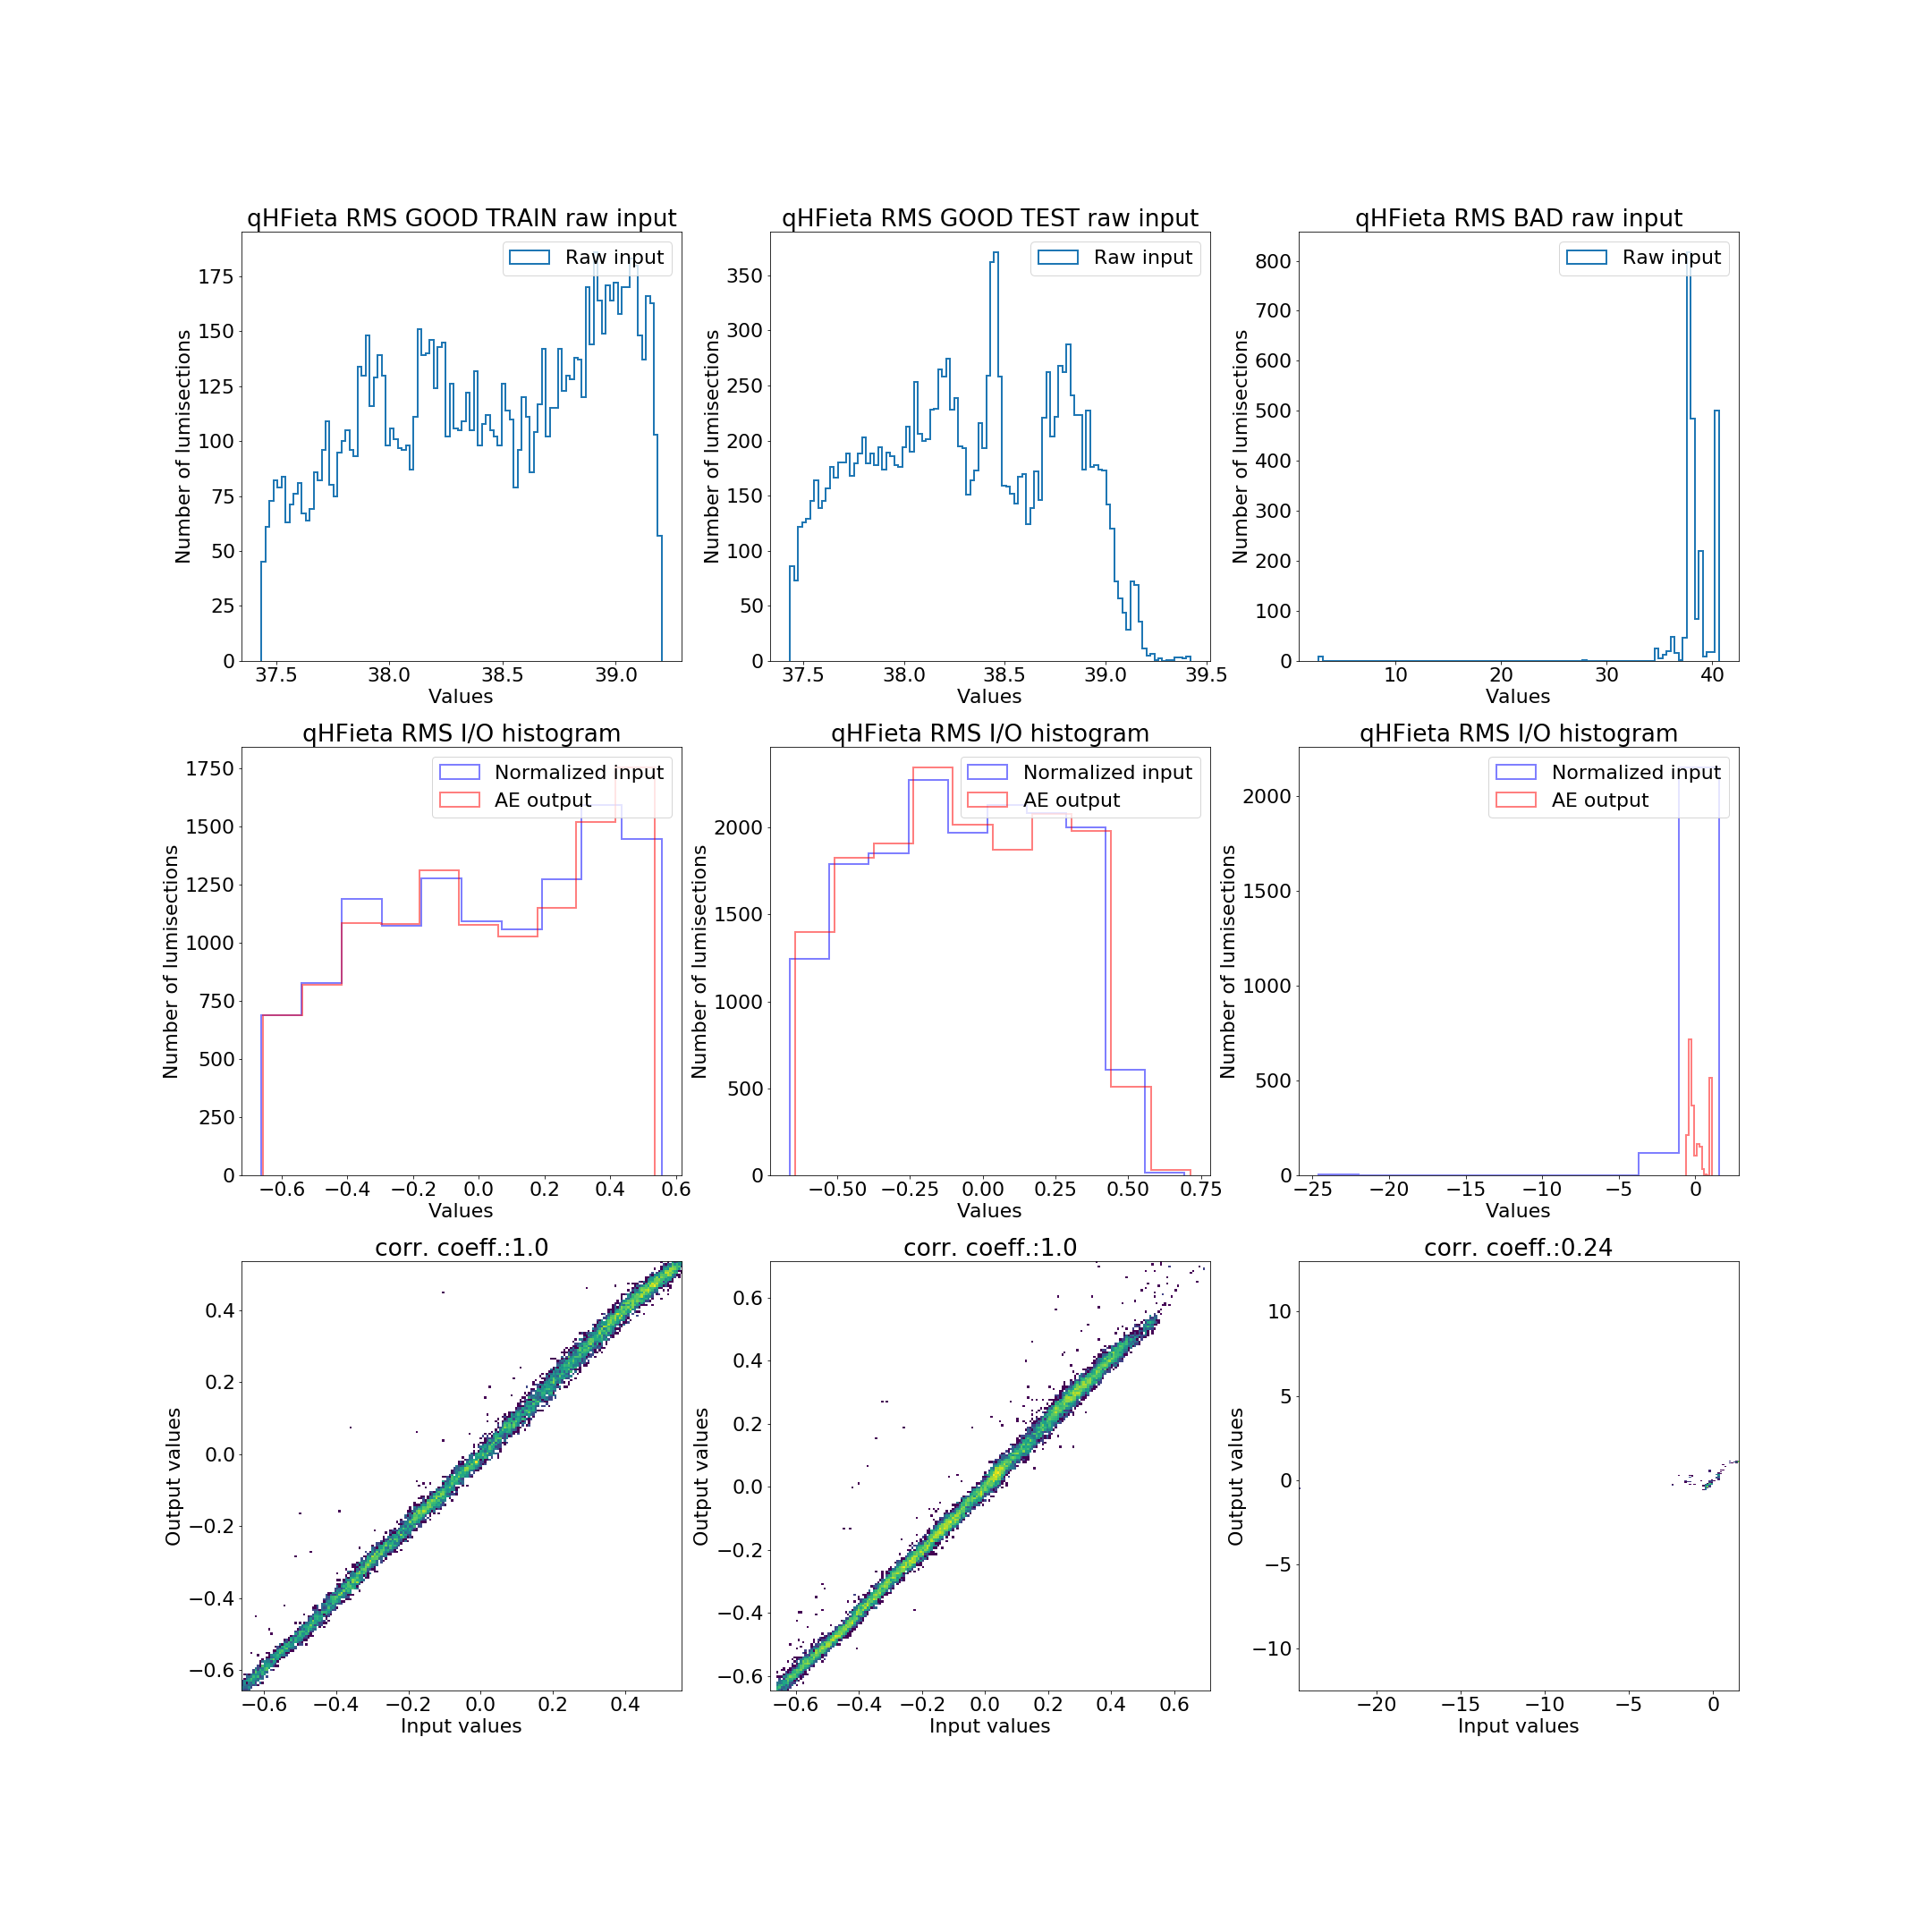 qHFieta RMS GOOD TRAIN raw input
Raw input
Number of lumisections
175
150
125
100
75
50
25
0
37.5 38.0 38.5 39.0
Values
qHFieta RMS GOOD TEST raw input
Raw input
Number of lumisections
350
300
250
200
150
100
50
0
37.5 38.0 38.5 39.0 39.5
Values
qHFieta RMS BAD raw input
Raw input
Number of lumisections
800
700
600
500
400
300
200
100
0
10 20 30 40
Values
qHFieta RMS I/O histogram
Normalized input
AE output
Number of lumisections
1750
1500
1250
1000
750
500
250
0
−0.6 −0.4 −0.2 0.0 0.2 0.4 0.6
Values
qHFieta RMS I/O histogram
Normalized input
AE output
Number of lumisections
2000
1500
1000
500
0
−0.50 −0.25 0.00 0.25 0.50 0.75
Values
qHFieta RMS I/O histogram
Normalized input
AE output
Number of lumisections
2000
1500
1000
500
0
−25 −20 −15 −10 −5 0
Values
corr. coeff.:1.0
Output values
0.4
0.2
0.0
−0.2
−0.4
−0.6
−0.6 −0.4 −0.2 0.0 0.2 0.4
Input values
corr. coeff.:1.0
Output values
0.6
0.4
0.2
0.0
−0.2
−0.4
−0.6
−0.6 −0.4 −0.2 0.0 0.2 0.4 0.6
Input values
corr. coeff.:0.24
Output values
10
5
0
−5
−10
−20 −15 −10 −5 0
Input values